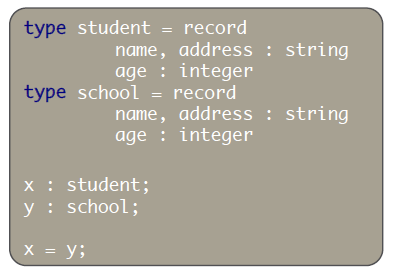 type student = record
name, address : string
age : integer
type school = record
name, address : string
age : integer
x : student;
y : school;
x = y;